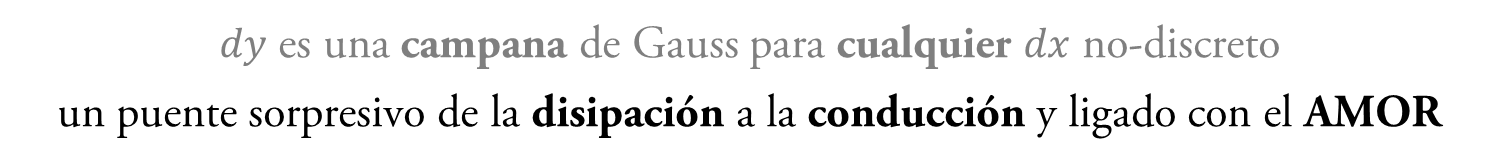 dy es una campana de Gauss para cualquier dx no-discreto
un puente sorpresivo de la disipación a la conducción y ligado con el AMOR